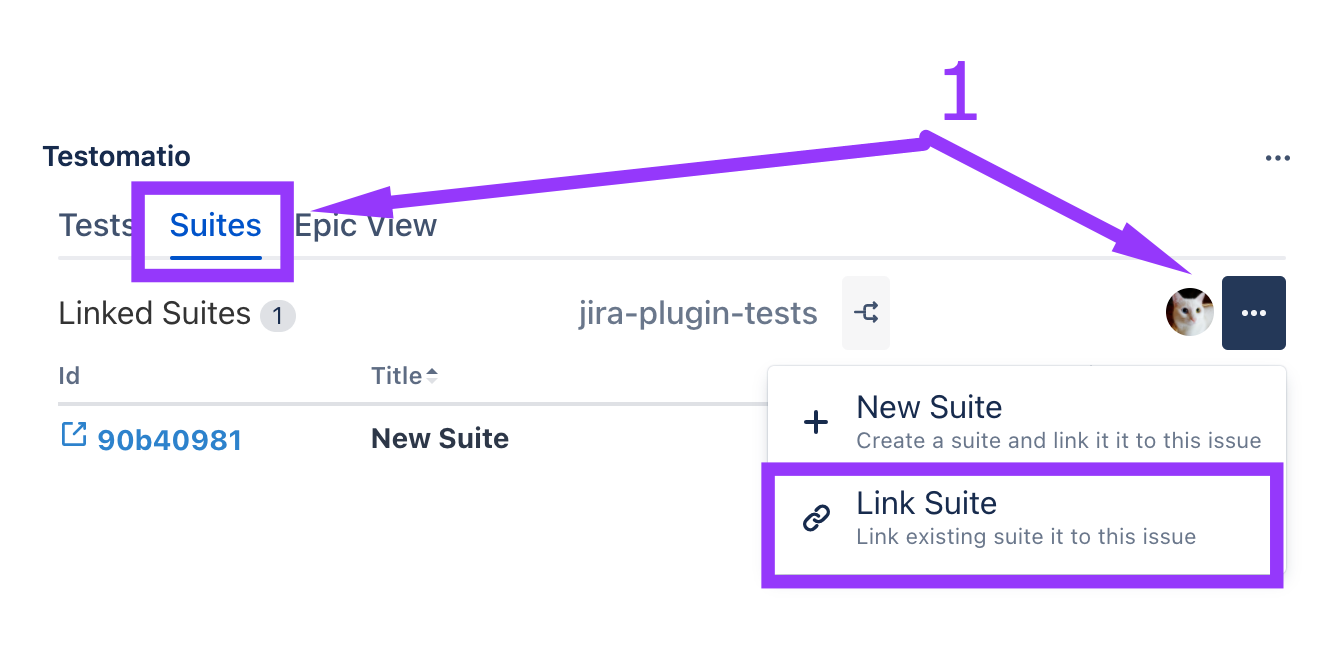 1
Testomatio
Tests Suites Epic View
Linked Suites 1 jira-plugin-tests
Id Title
90b40981 New Suite
New Suite
Create a suite and link it it to this issue
Link Suite
Link existing suite it to this issue